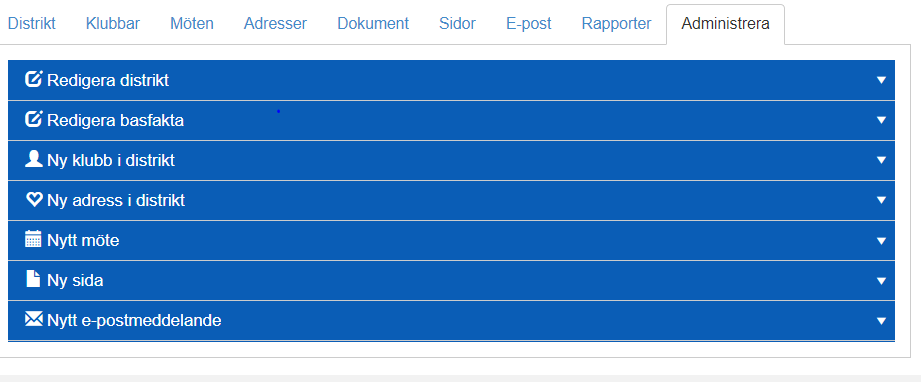 Distrikt Klubbar Möten Adresser Dokument Sidor E-post Rapporter Administrera
Redigera distrikt
Redigera basfakta
Ny klubb i distrikt
Ny adress i distrikt
Nytt möte
Ny sida
Nytt e-postmeddelande